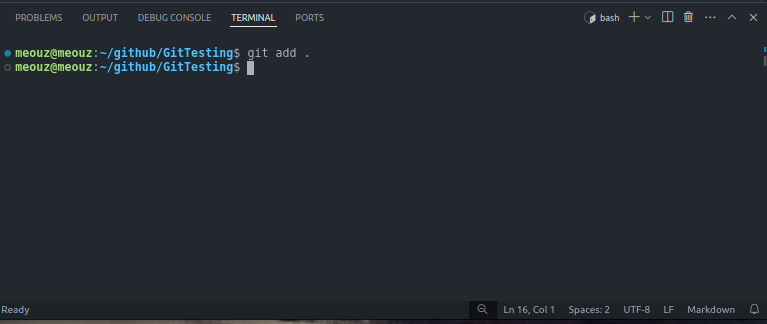 PROBLEMS OUTPUT DEBUG CONSOLE TERMINAL PORTS bash
meouz@meouz:~/github/GitTesting$ git add .
meouz@meouz:~/github/GitTesting$
Ready Ln 16, Col 1 Spaces: 2 UTF-8 LF Markdown